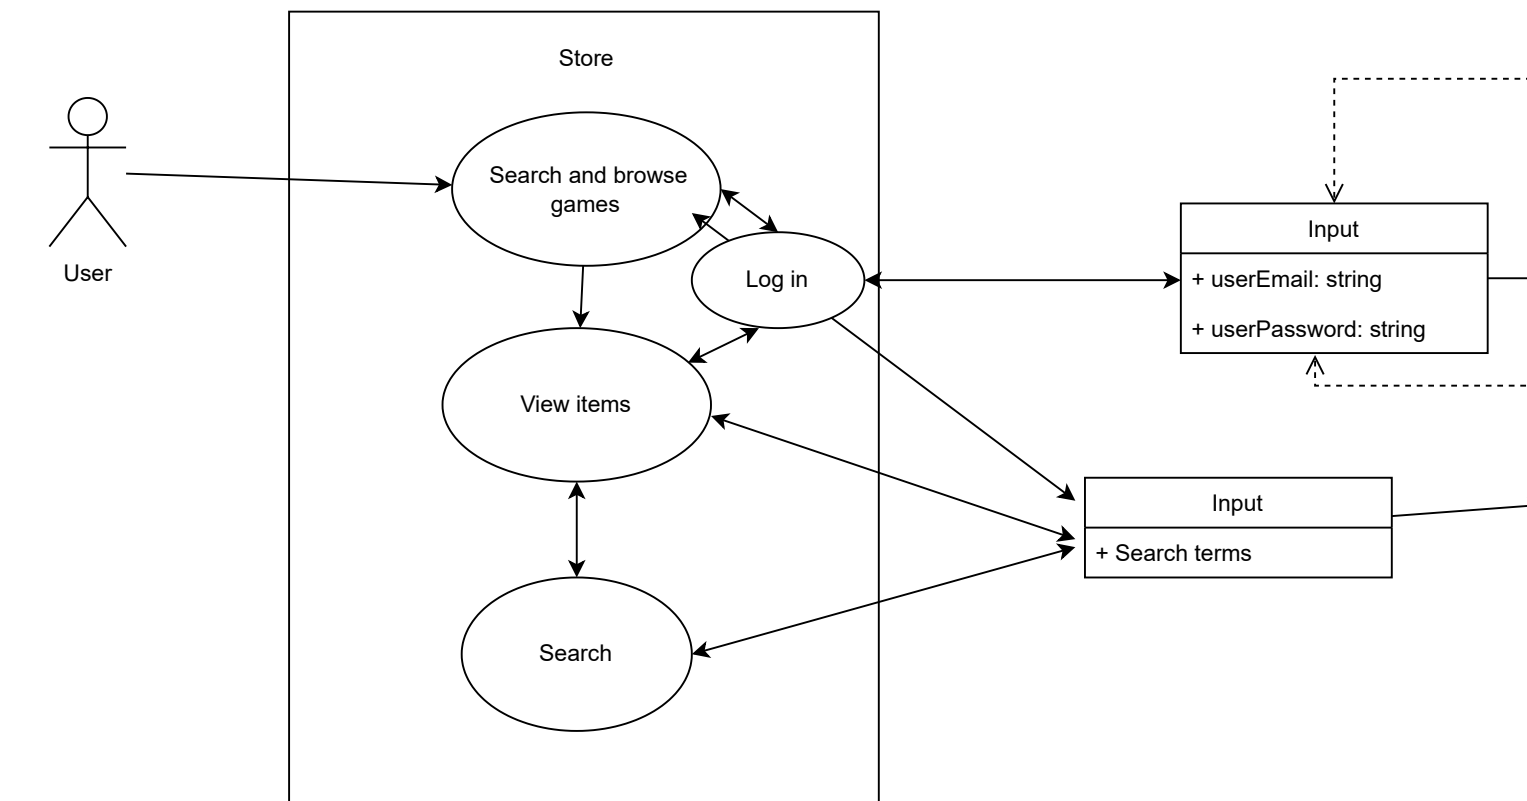 Store
User
Search and browse
games
Log in
View items
Search
Input
+ userEmail: string
+ userPassword: string
Input
+ Search terms